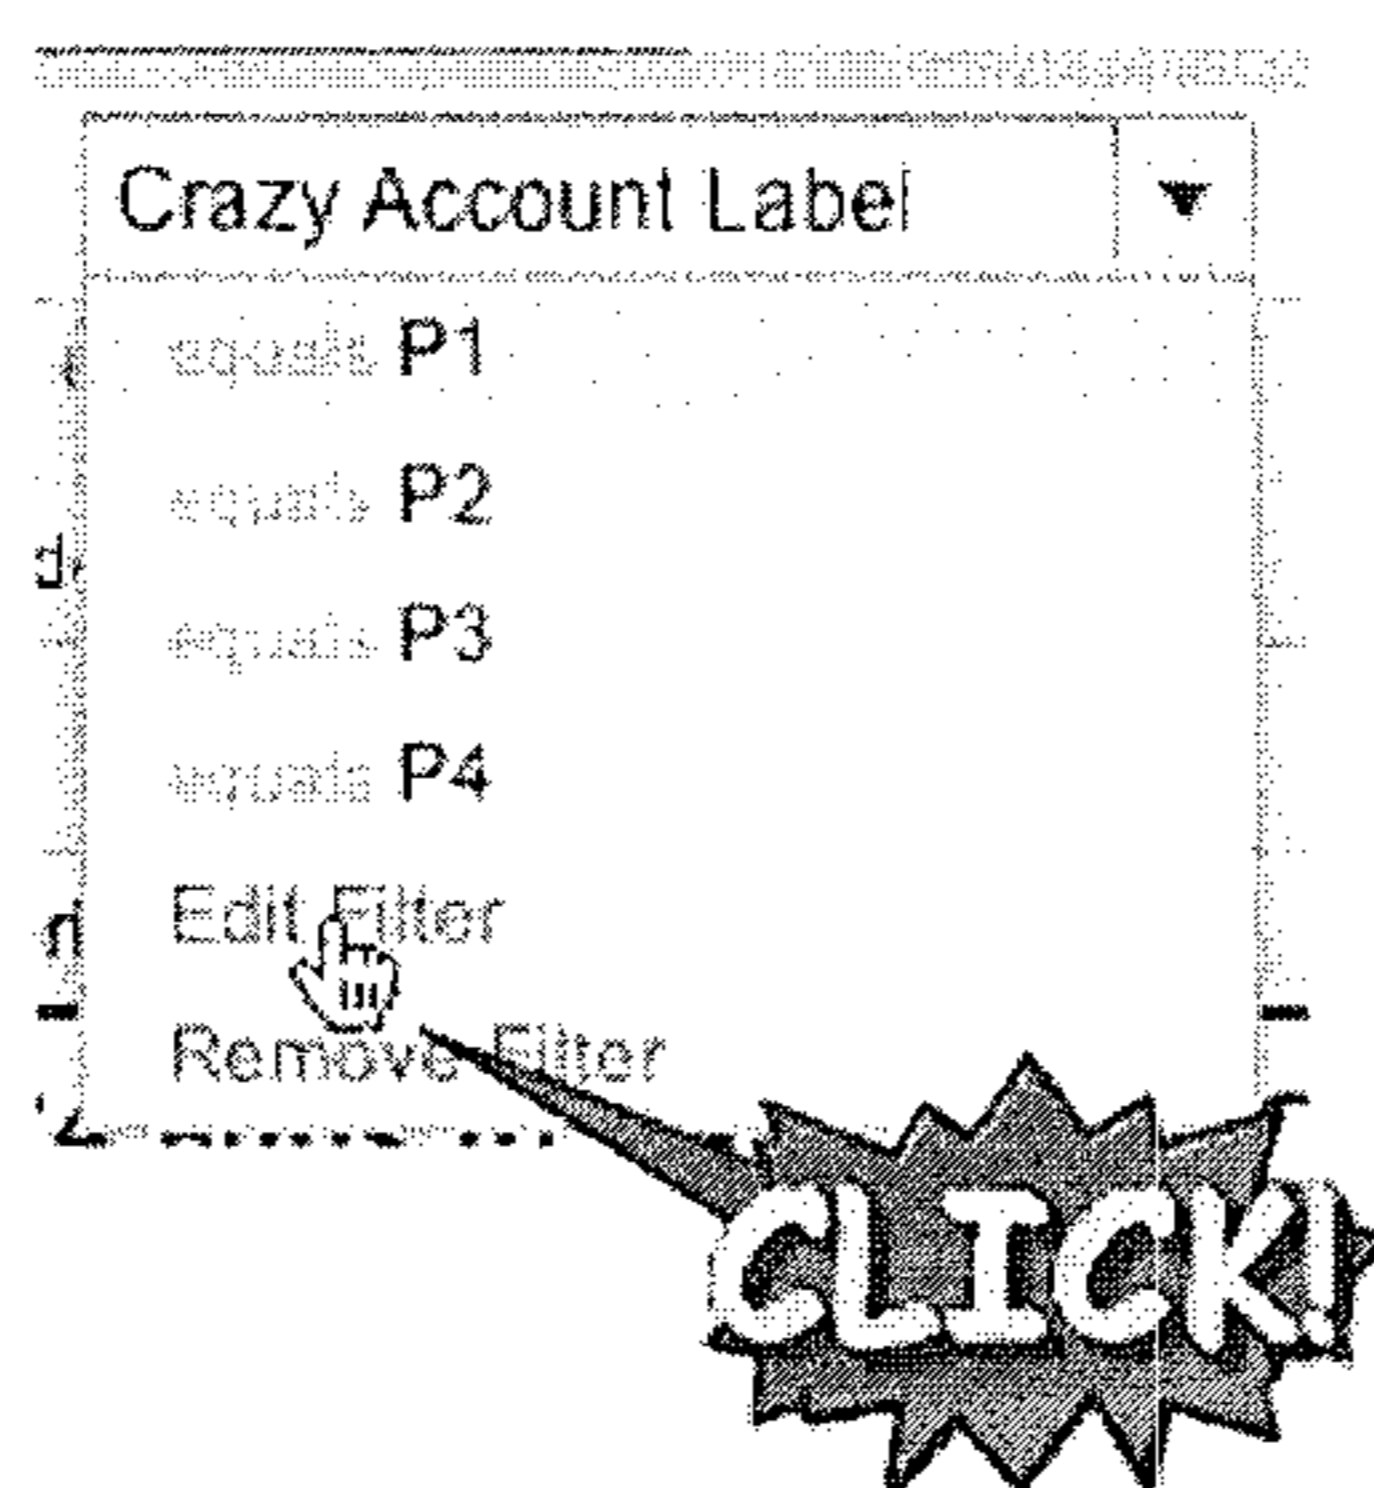 Crazy Account Label
equals P1
equals P2
equals P3
equals P4
Edit Filter
Remove Filter
CLICK!